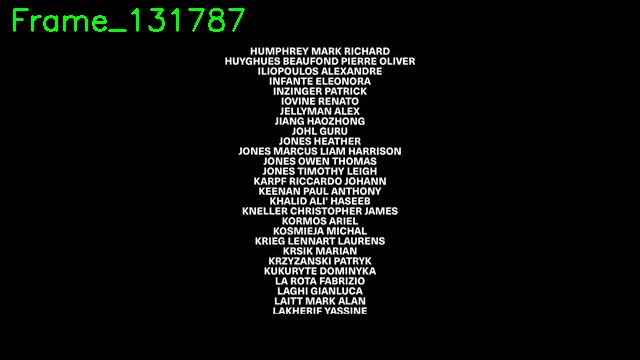 Frame_131787
HUMPHREY MARK RICHARD
HUYGHUES BEAUFOND PIERRE OLIVER
ILIOPOULOS ALEXANDRE
INFANTE ELEONORA
INZINGER PATRICK
IOVINE RENATO
JELLYMAN ALEX
JIANG HAOZHONG
JOHL GURU
JONES HEATHER
JONES MARCUS LIAM HARRISON
JONES OWEN THOMAS
JONES TIMOTHY LEIGH
KARPF RICCARDO JOHANN
KEENAN PAUL ANTHONY
KHALID ALI' HASEEB
KNELLER CHRISTOPHER JAMES
KORMOS ARIEL
KOSMIEJA MICHAL
KRIEG LENNART LAURENS
KRSIK MARIAN
KRZYZANSKI PATRYK
KUKURYTE DOMINYKA
LA ROTA FABRIZIO
LAGHI GIANLUCA
LAITT MARK ALAN
LAKHERIF YASSINE